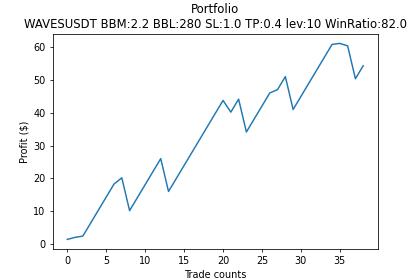 Portfolio
WAVESUSDT BBM:2.2 BBL:280 SL:1.0 TP:0.4 lev:10 WinRatio:82.0
60
50
40
30
20
10
0
Profit ($)
0 5 10 15 20 25 30 35
Trade counts